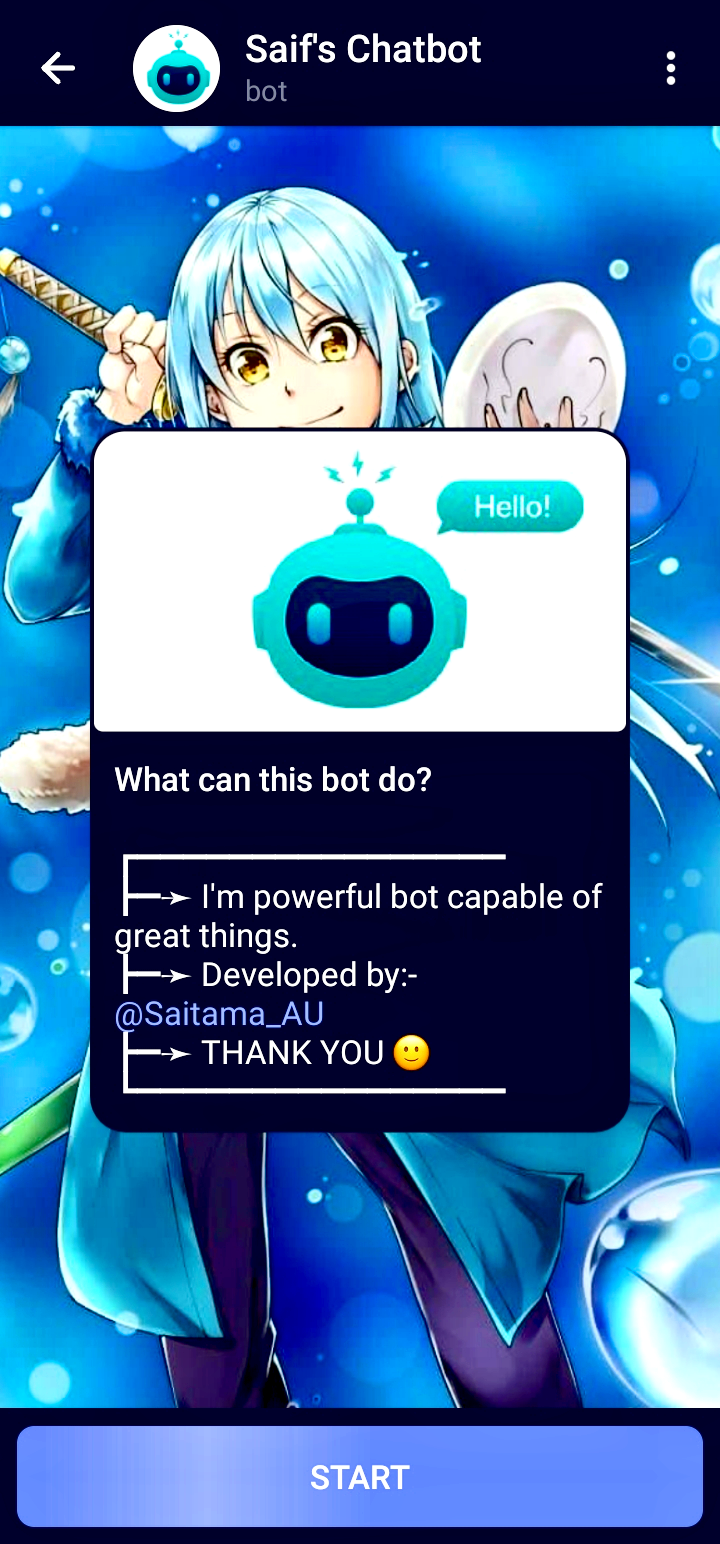 Saif's Chatbot
bot
Hello!
What can this bot do?
I'm powerful bot capable of
great things.
Developed by:-
@Saitama_AU
THANK YOU 🙂
START